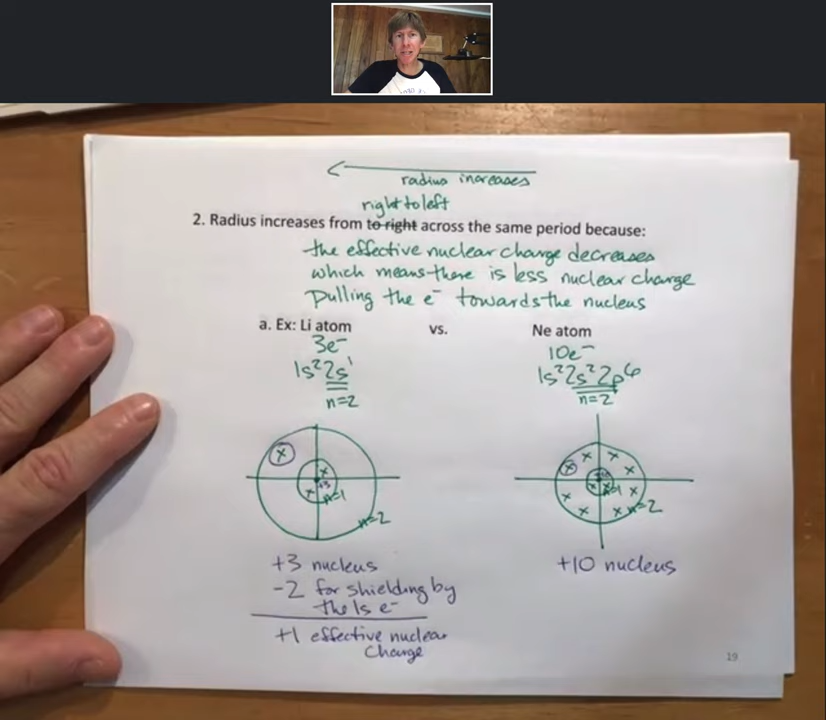 radius increases
right to left
2. Radius increases from to right across the same period because:
the effective nuclear charge decreases
which means there is less nuclear charge
pulling the e⁻ towards the nucleus
a. Ex: Li atom vs. Ne atom
3e⁻ 10e⁻
1s²2s¹ 1s²2s²2p⁶
n=2 n=2
x x
x x x x
+3 x x x
x n=1 x n=1 x
n=2 x x n=2
+3 nucleus +10 nucleus
-2 for shielding by
the 1s e⁻
+1 effective nuclear
Charge
19